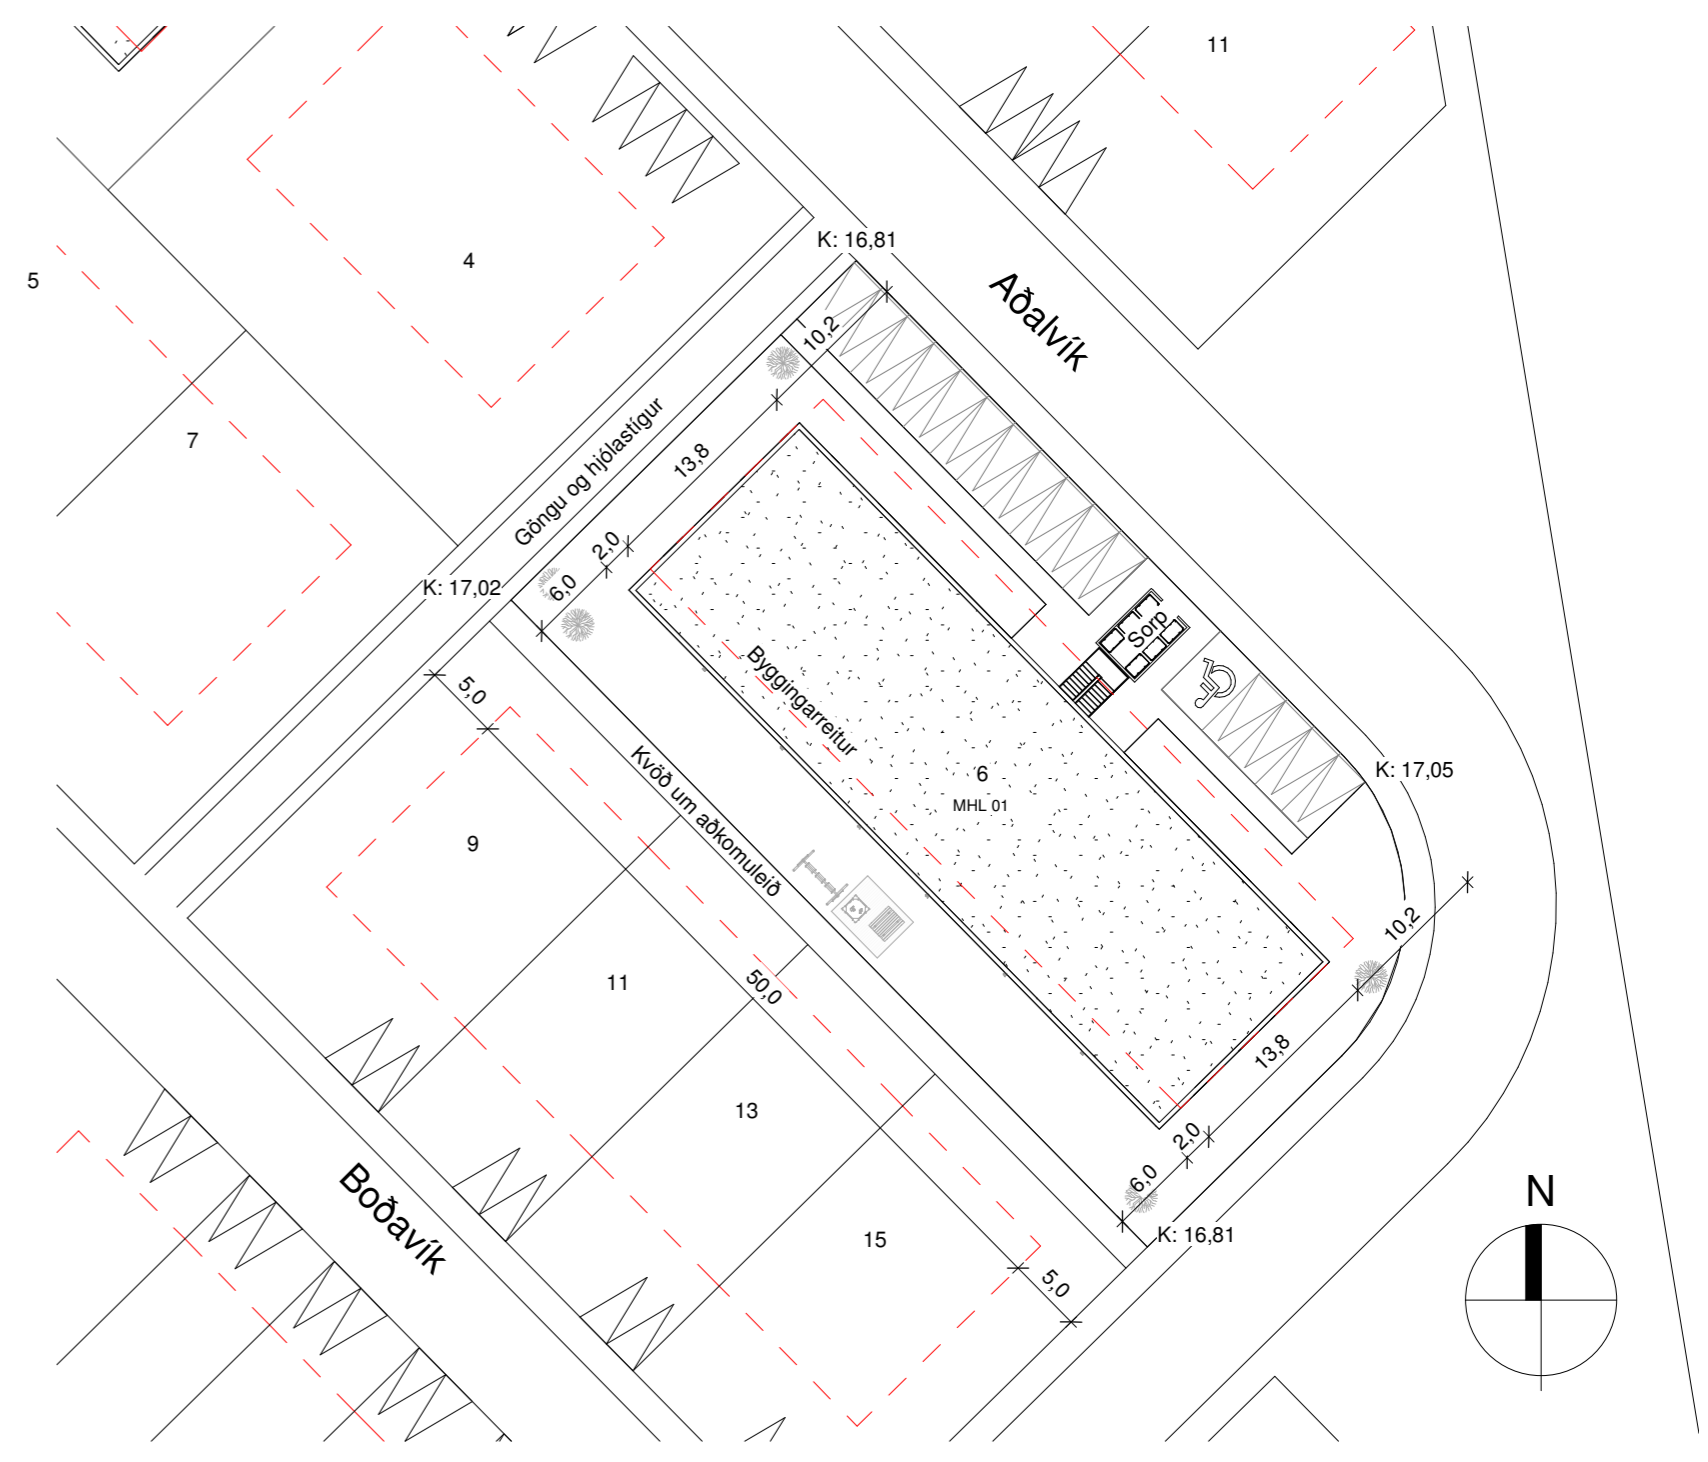 11
K: 16,81
4
5
Aðalvík
10,2
7
13,8
Göngu og hjólastígur
2,0
6,0
K: 17,02
Sorp
5,0
Byggingarreitur
Kvöð um aðkomuleið
6
MHL 01
K: 17,05
9
10,2
11
50,0
13,8
13
2,0
6,0
Boðavík
15
K: 16,81
N
5,0